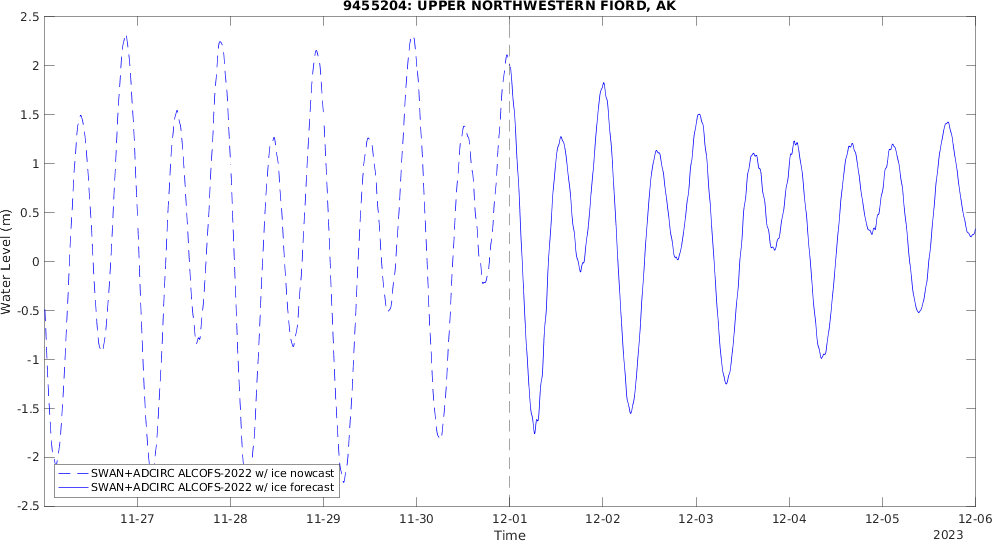 9455204: UPPER NORTHWESTERN FIORD, AK
2.5
2
1.5
1
0.5
0
-0.5
-1
-1.5
-2
-2.5
Water Level (m)
SWAN+ADCIRC ALCOFS-2022 w/ ice nowcast
SWAN+ADCIRC ALCOFS-2022 w/ ice forecast
11-27 11-28 11-29 11-30 12-01 12-02 12-03 12-04 12-05 12-06
Time
2023